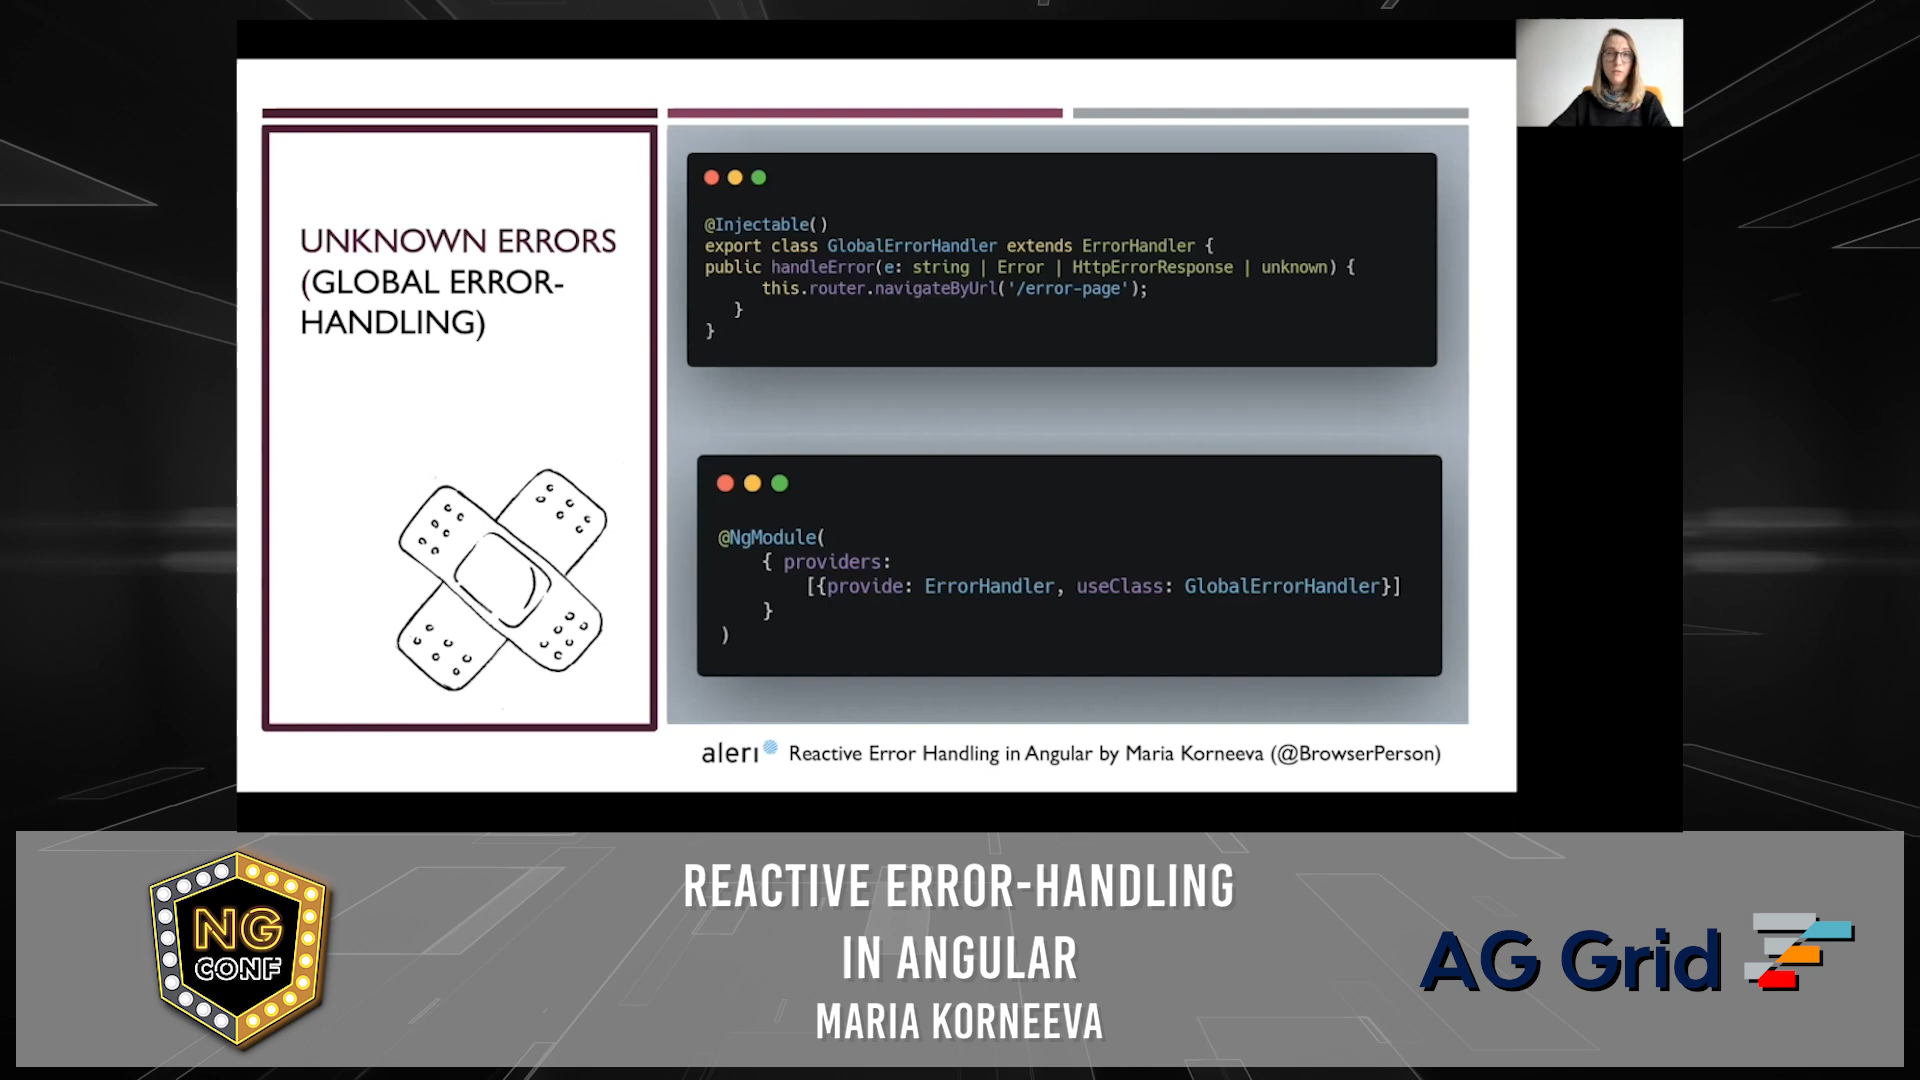 UNKNOWN ERRORS
(GLOBAL ERROR-
HANDLING)
@Injectable()
export class GlobalErrorHandler extends ErrorHandler {
public handleError(e: string | Error | HttpErrorResponse | unknown) {
this.router.navigateByUrl('/error-page');
}
}
@NgModule(
{ providers:
[{provide: ErrorHandler, useClass: GlobalErrorHandler}]
}
)
aleri Reactive Error Handling in Angular by Maria Korneeva (@BrowserPerson)
NG
CONF
REACTIVE ERROR-HANDLING
IN ANGULAR
MARIA KORNEEVA
AG Grid